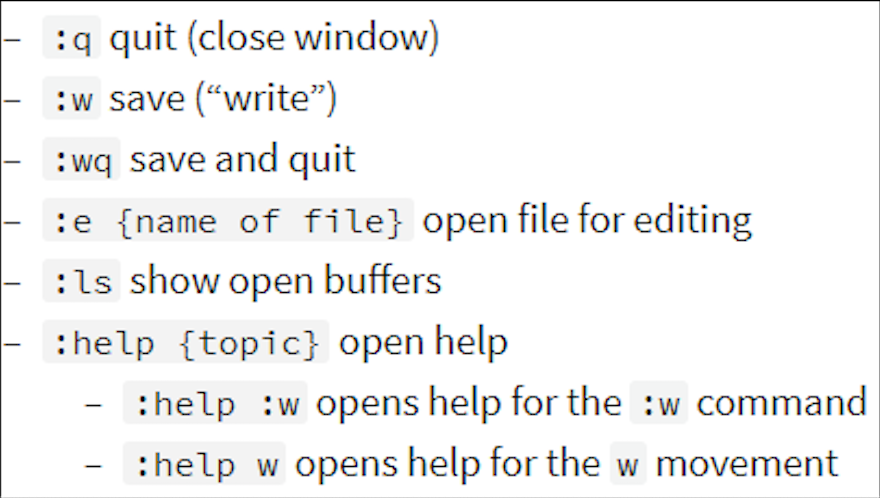 – :q quit (close window)
– :w save (“write”)
– :wq save and quit
– :e {name of file} open file for editing
– :ls show open buffers
– :help {topic} open help
– :help :w opens help for the :w command
– :help w opens help for the w movement